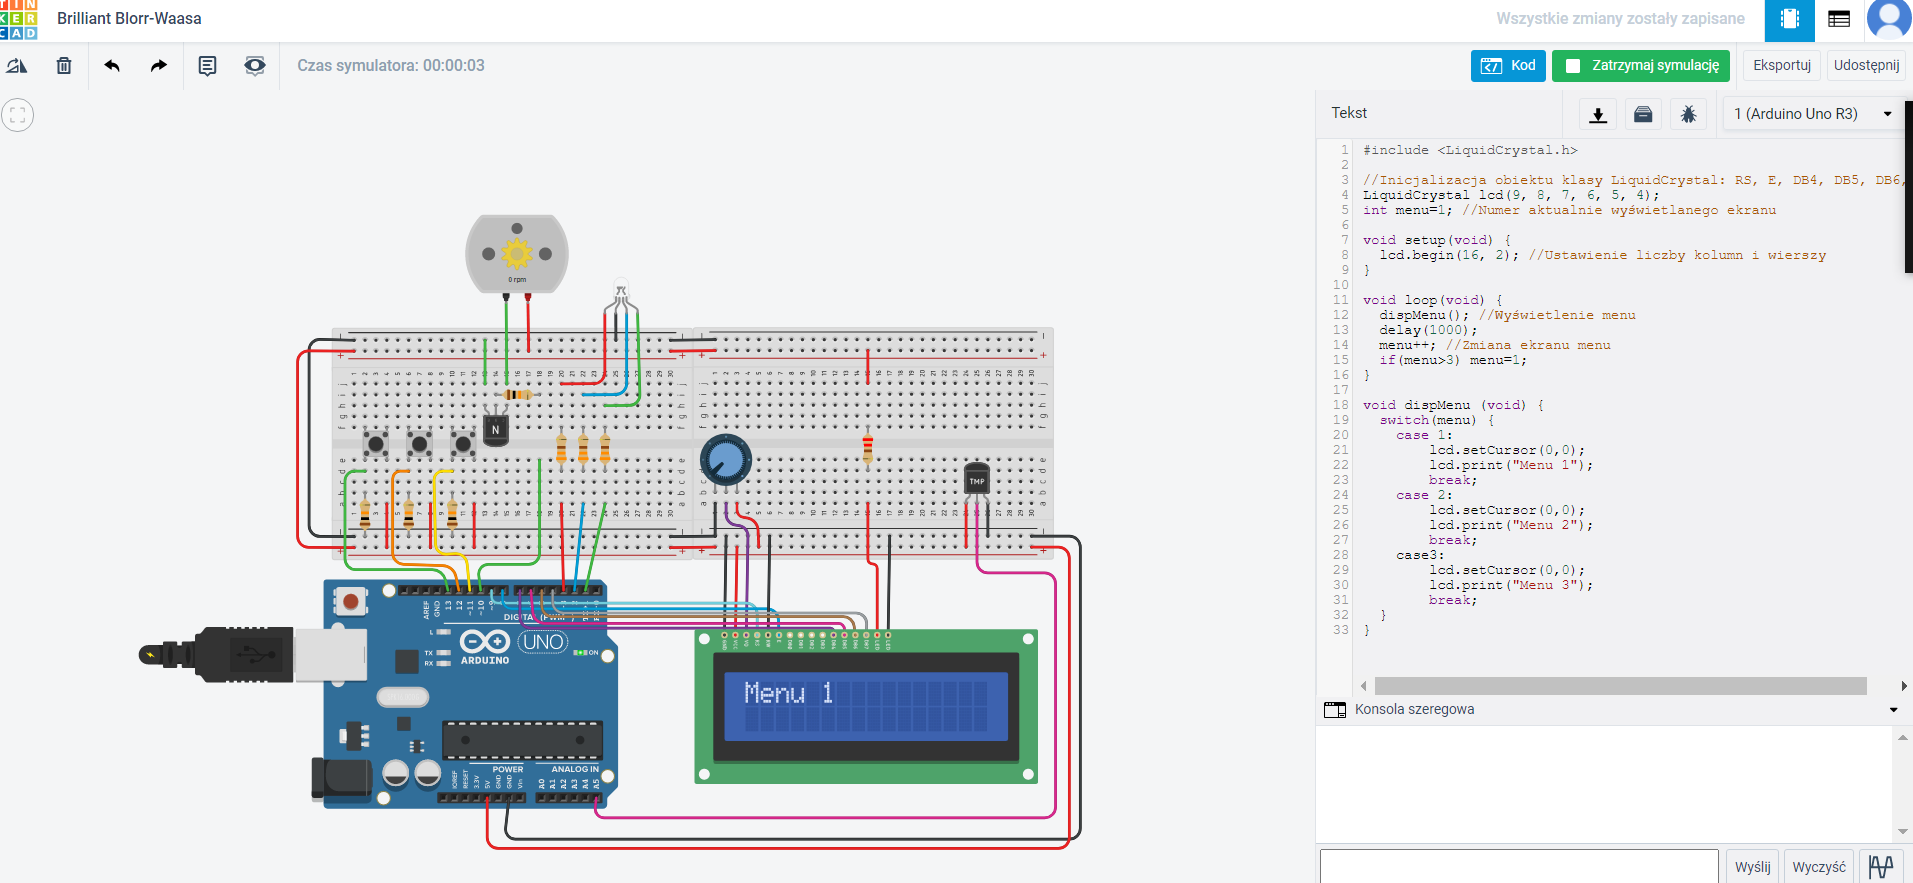 TIN
KER
CAD
Brilliant Blorr-Waasa
Wszystkie zmiany zostały zapisane
Czas symulatora: 00:00:03
Kod
Zatrzymaj symulację
Eksportuj
Udostępnij
Tekst
1 (Arduino Uno R3)
1 #include <LiquidCrystal.h>
2
3 //Inicjalizacja obiektu klasy LiquidCrystal: RS, E, DB4, DB5, DB6,
4 LiquidCrystal lcd(9, 8, 7, 6, 5, 4);
5 int menu=1; //Numer aktualnie wyświetlanego ekranu
6
7 void setup(void) {
8 lcd.begin(16, 2); //Ustawienie liczby kolumn i wierszy
9 }
10
11 void loop(void) {
12 dispMenu(); //Wyświetlenie menu
13 delay(1000);
14 menu++; //Zmiana ekranu menu
15 if(menu>3) menu=1;
16 }
17
18 void dispMenu (void) {
19 switch(menu) {
20 case 1:
21 lcd.setCursor(0,0);
22 lcd.print("Menu 1");
23 break;
24 case 2:
25 lcd.setCursor(0,0);
26 lcd.print("Menu 2");
27 break;
28 case3:
29 lcd.setCursor(0,0);
30 lcd.print("Menu 3");
31 break;
32 }
33 }
Konsola szeregowa
Wyślij
Wyczyść
0 rpm
N
TMP
AREF
GND
13
12
~11
~10
DIGITAL (PWM
L
TX
RX
ARDUINO
UNO
ON
POWER
ANALOG IN
IOREF
RESET
3.3V
5V
GND
GND
Vin
A0
A1
A2
A3
A4
A5
Menu 1